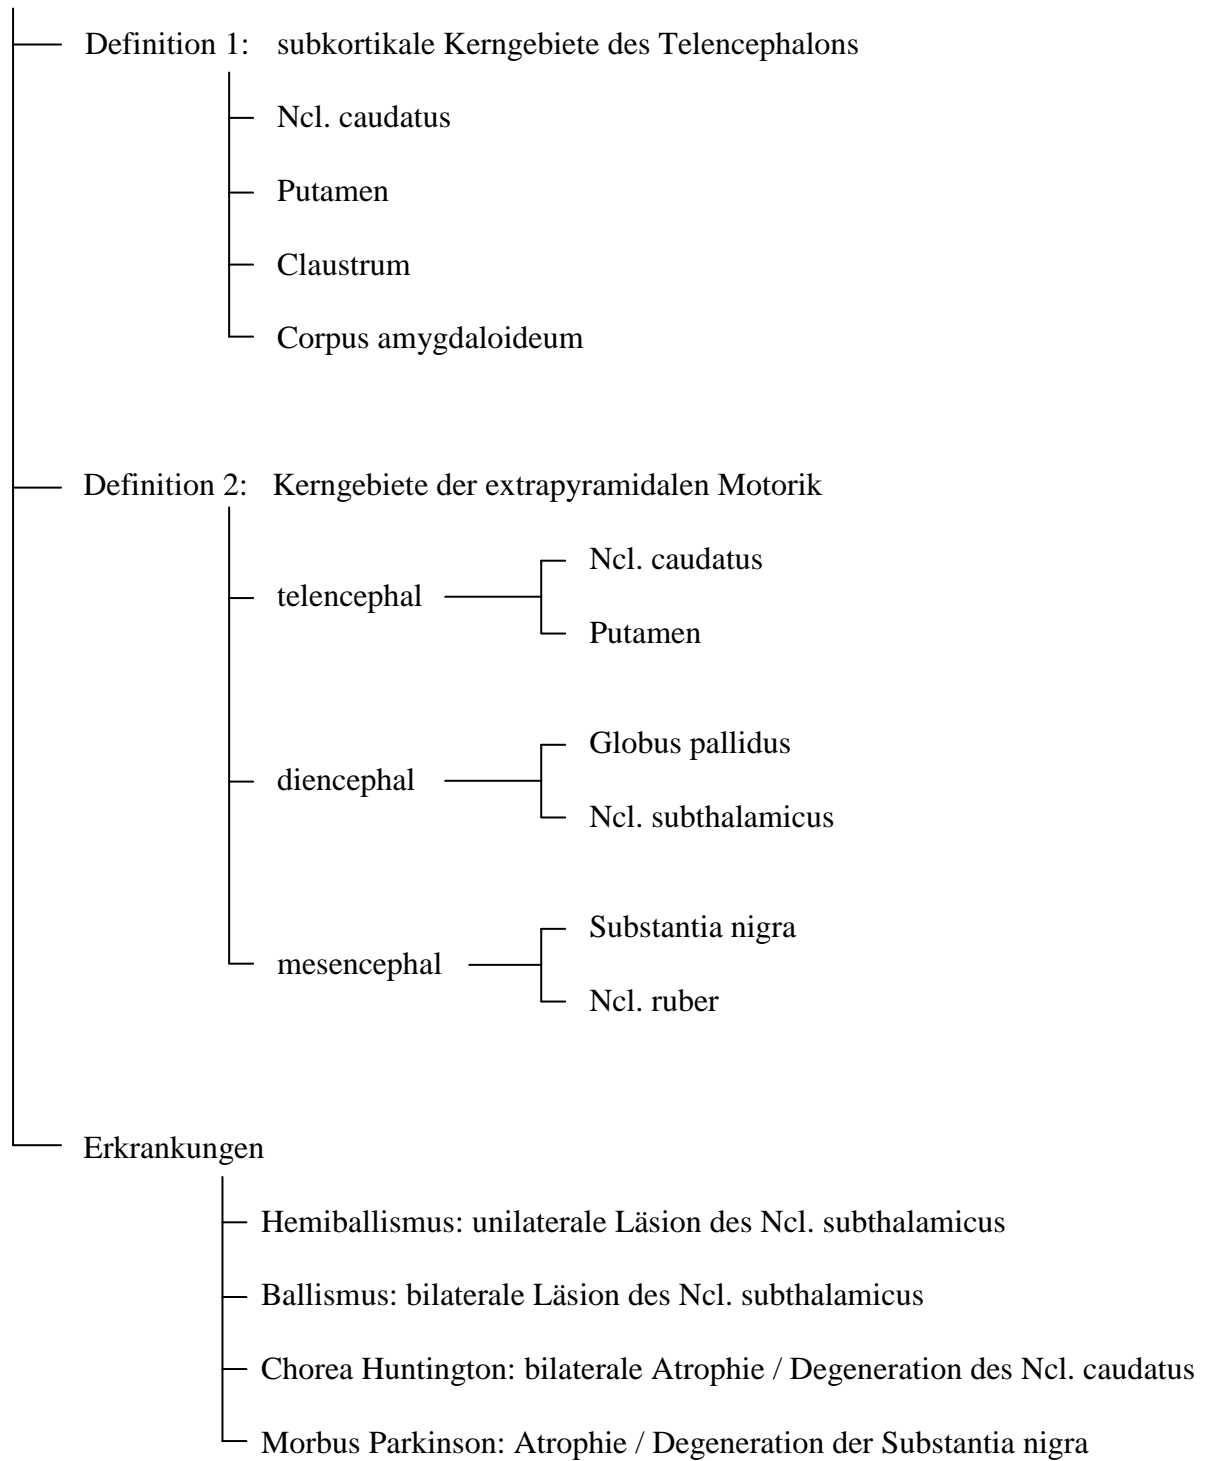 Definition 1: subkortikale Kerngebiete des Telencephalons
Ncl. caudatus
Putamen
Claustrum
Corpus amygdaloideum
Definition 2: Kerngebiete der extrapyramidalen Motorik
telencephal
Ncl. caudatus
Putamen
diencephal
Globus pallidus
Ncl. subthalamicus
mesencephal
Substantia nigra
Ncl. ruber
Erkrankungen
Hemiballismus: unilaterale Läsion des Ncl. subthalamicus
Ballismus: bilaterale Läsion des Ncl. subthalamicus
Chorea Huntington: bilaterale Atrophie / Degeneration des Ncl. caudatus
Morbus Parkinson: Atrophie / Degeneration der Substantia nigra